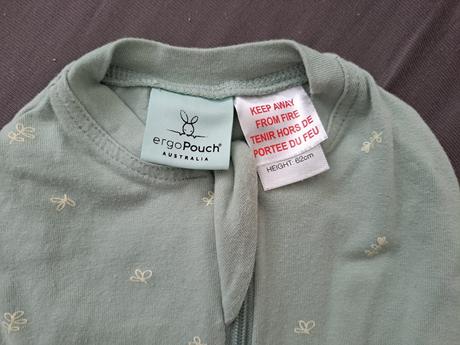 ergoPouch®
AUSTRALIA
KEEP AWAY
FROM FIRE
TENIR HORS DE
PORTEE DU FEU
HEIGHT: 62cm